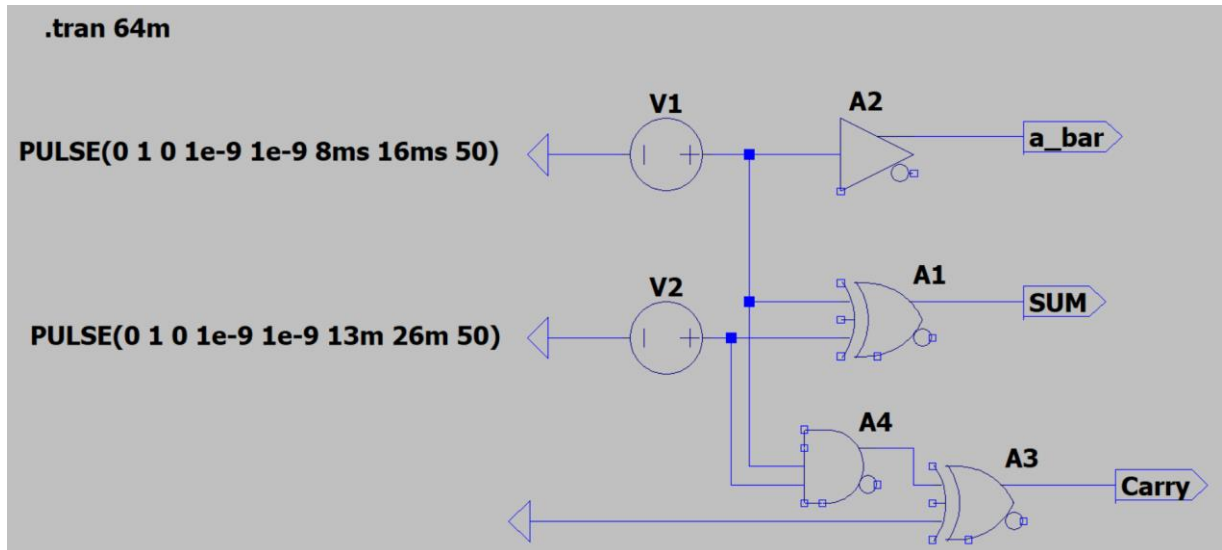 .tran 64m
V1
A2
PULSE(0 1 0 1e-9 1e-9 8ms 16ms 50)
a_bar
V2
A1
SUM
PULSE(0 1 0 1e-9 1e-9 13m 26m 50)
A4
A3
Carry